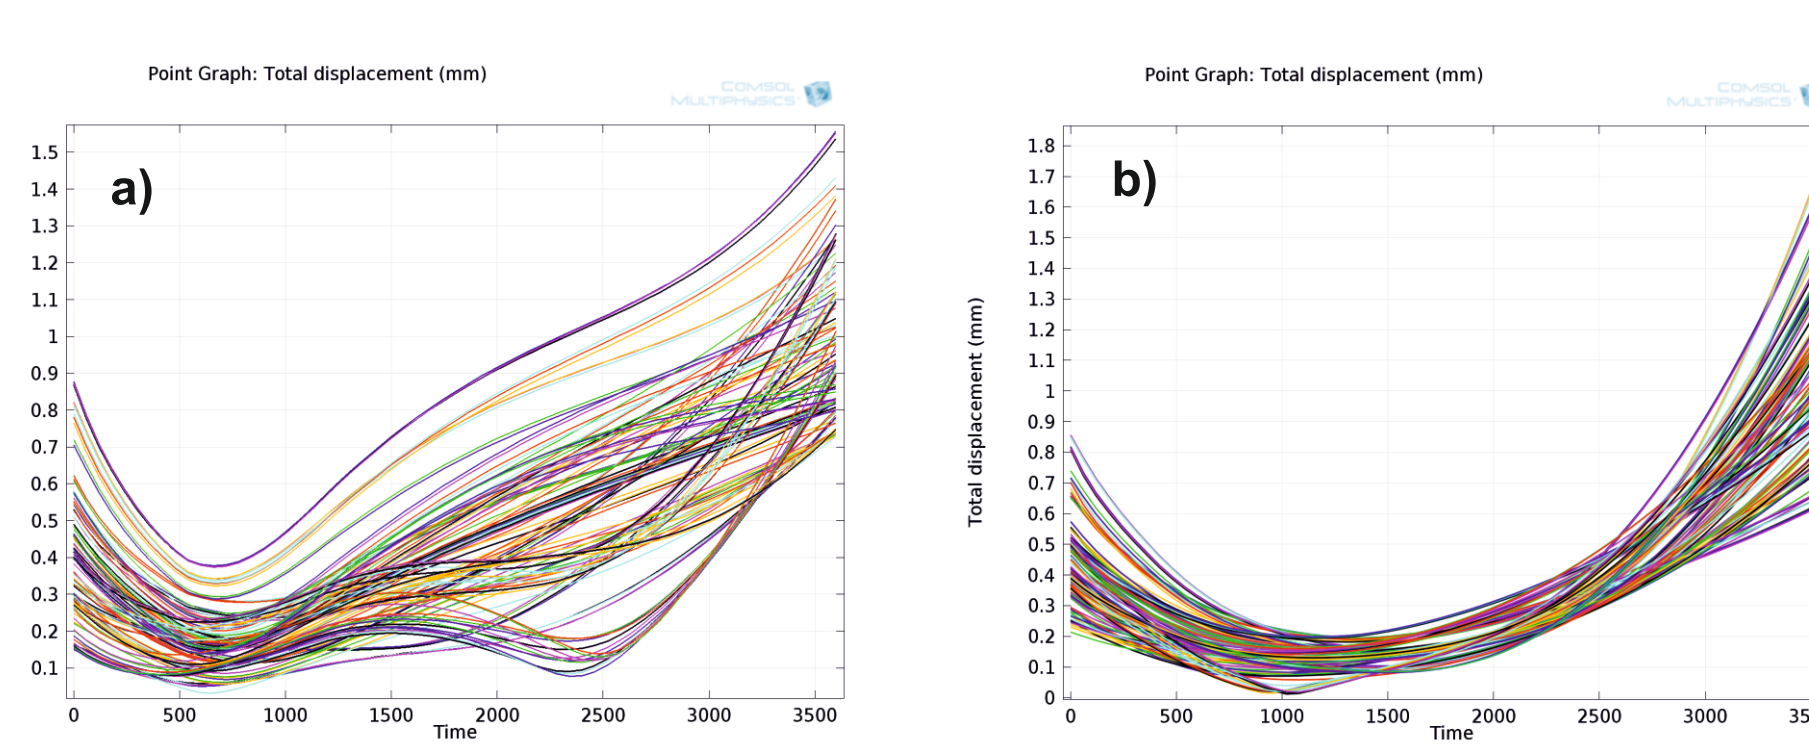 Point Graph: Total displacement (mm)
COMSOL
MULTIPHYSICS
a)
1.5
1.4
1.3
1.2
1.1
1
0.9
0.8
0.7
0.6
0.5
0.4
0.3
0.2
0.1
0 500 1000 1500 2000 2500 3000 3500
Time
Point Graph: Total displacement (mm)
COMSOL
MULTIPHYSICS
b)
Total displacement (mm)
1.8
1.7
1.6
1.5
1.4
1.3
1.2
1.1
1
0.9
0.8
0.7
0.6
0.5
0.4
0.3
0.2
0.1
0
0 500 1000 1500 2000 2500 3000 35
Time